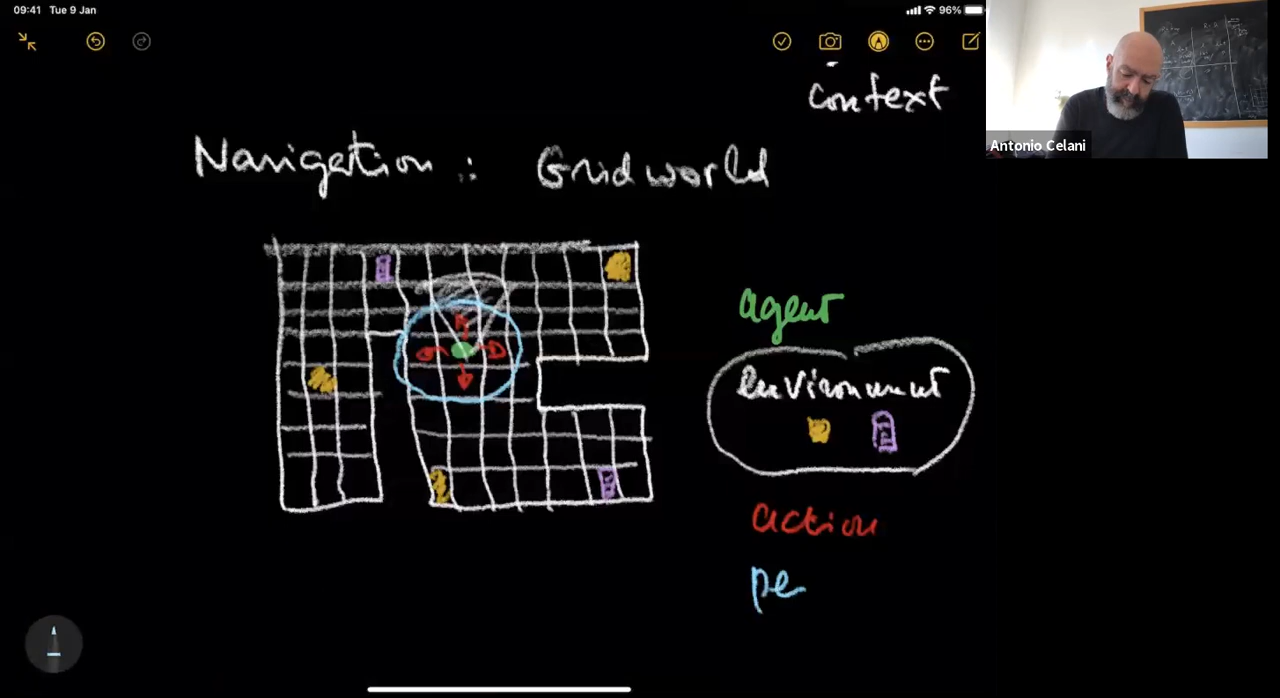 09:41 Tue 9 Jan
96%
context
Navigation : Gridworld
Antonio Celani
agent
environment
action
pe